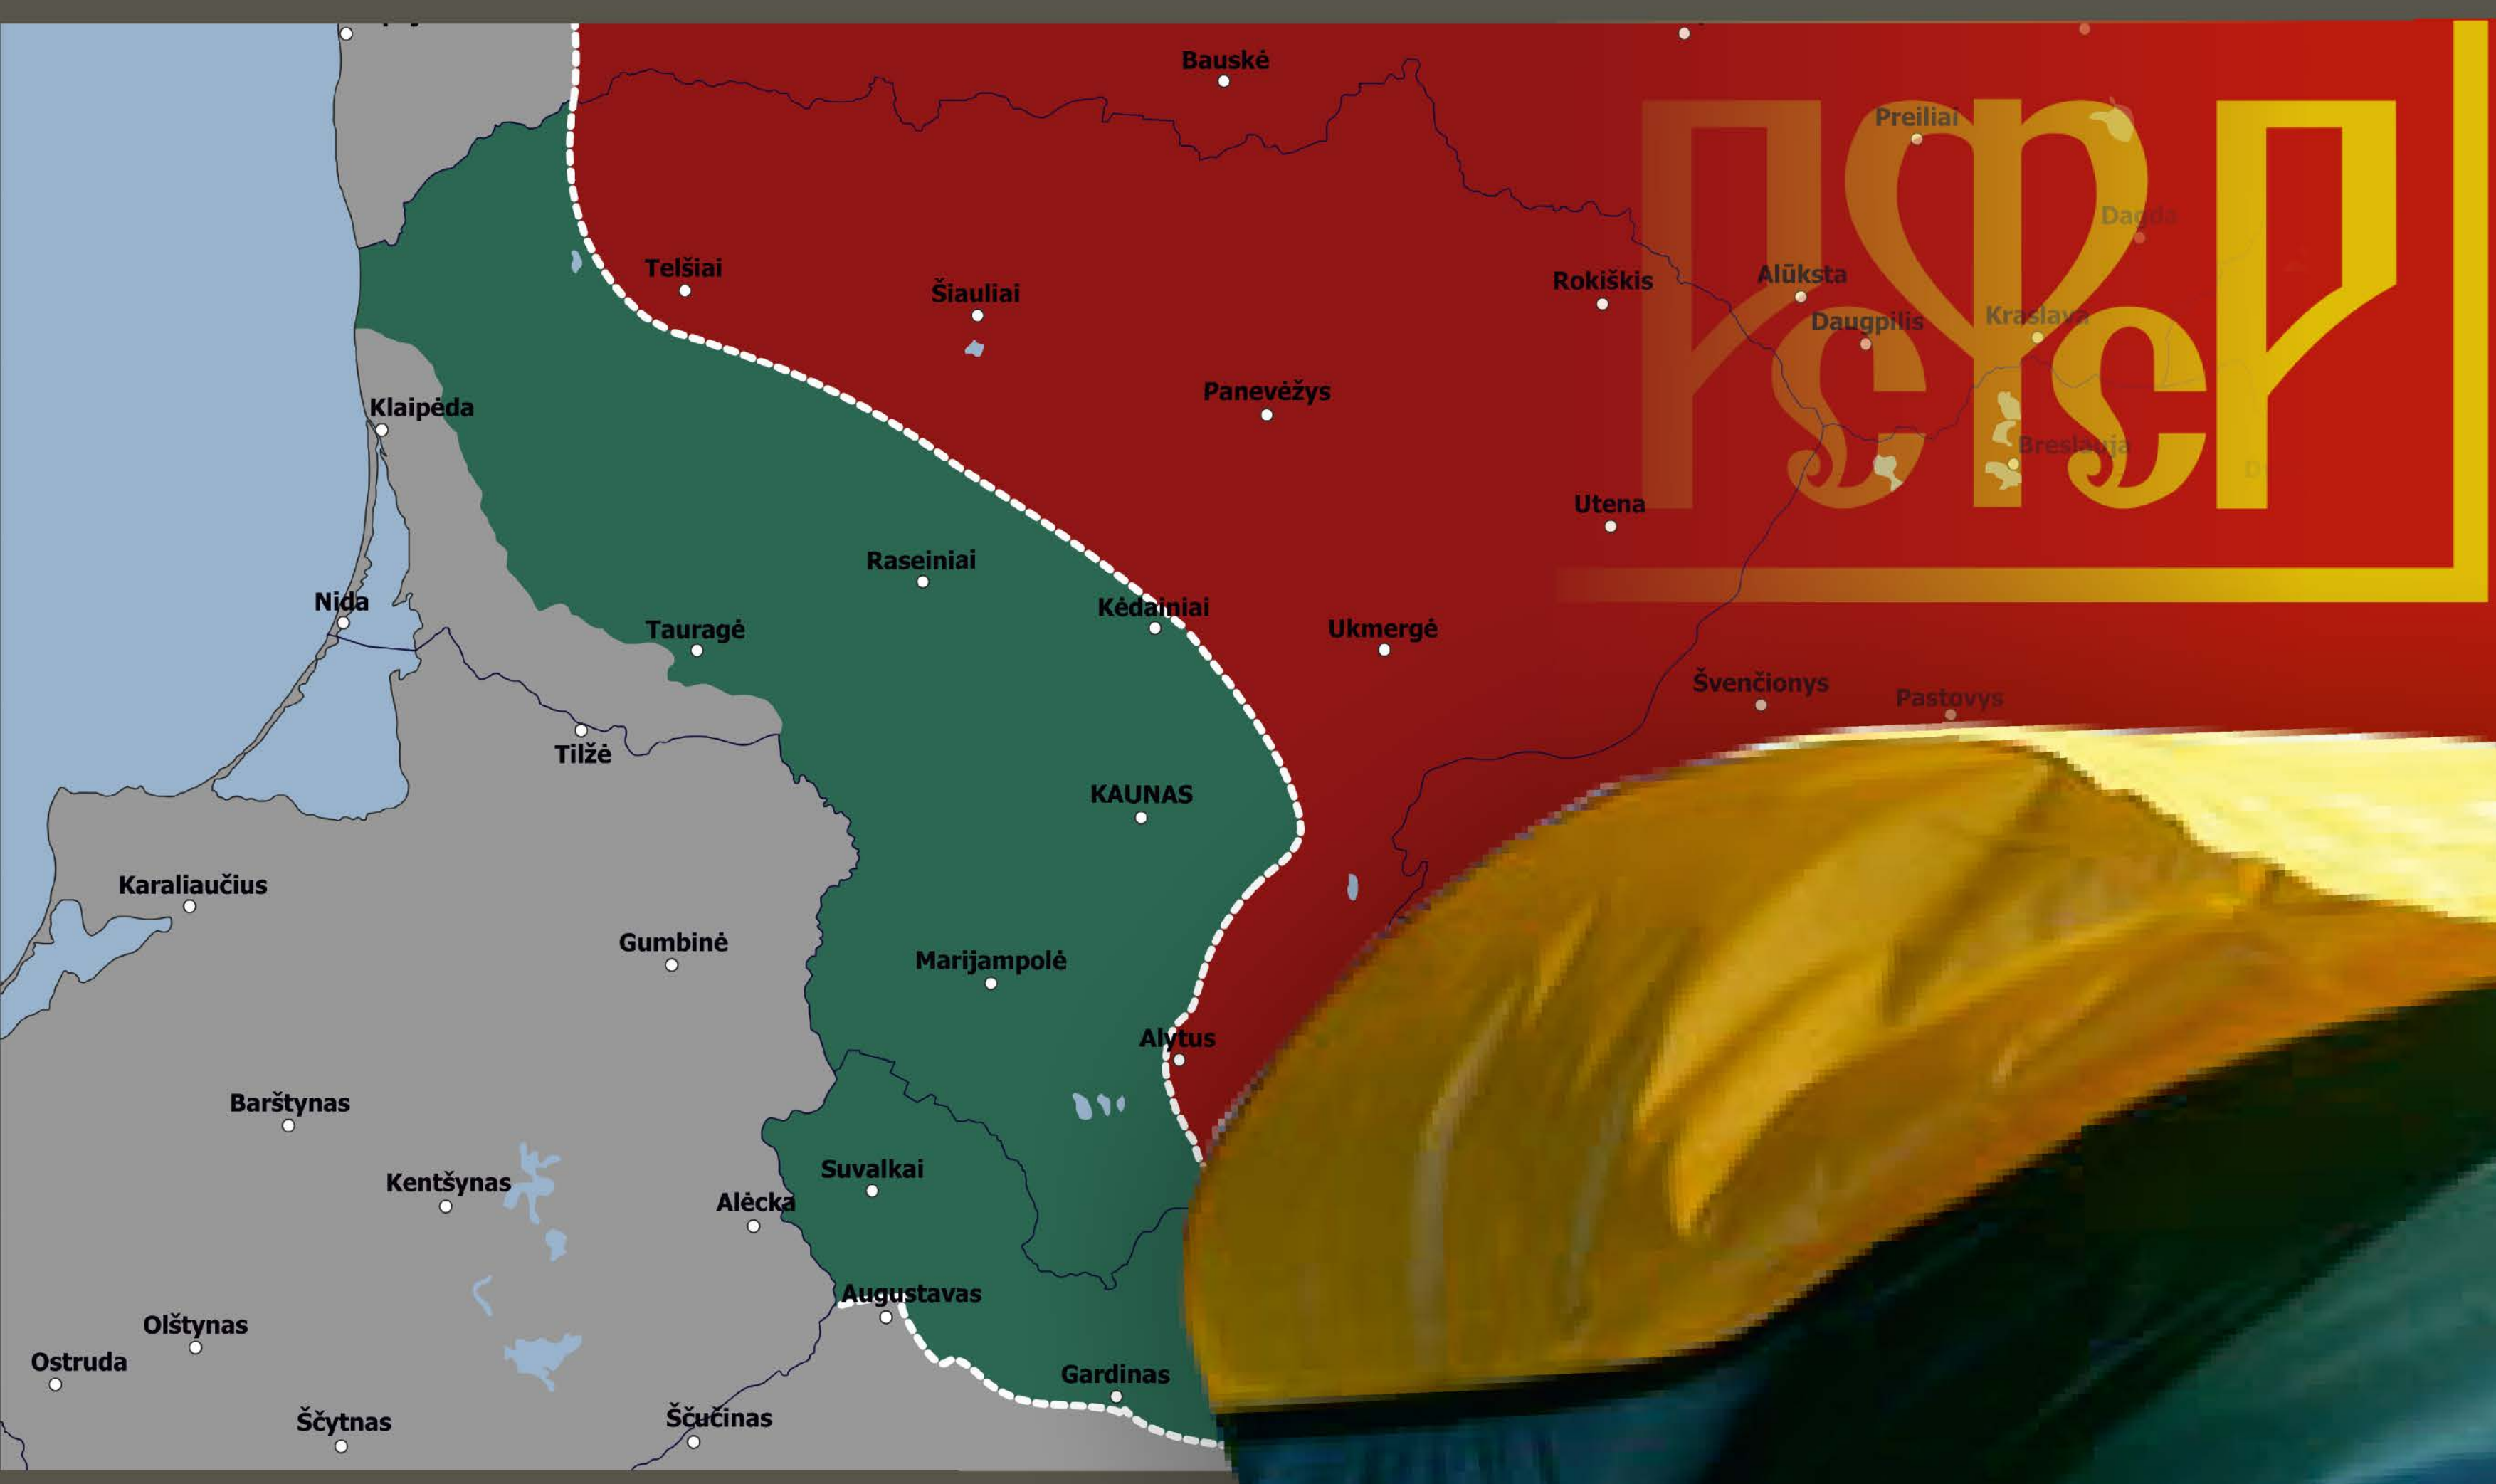 Bauskė
Preiliai
Dagda
Telšiai
Šiauliai
Rokiškis
Alūksta
Daugpilis
Kraslava
РСФСР
Klaipėda
Panevėžys
Breslauja
Utena
Raseiniai
Nida
Kėdainiai
Tauragė
Ukmergė
Švenčionys
Pastovys
Tilžė
KAUNAS
Karaliaučius
Gumbinė
Marijampolė
Alytus
Barštynas
Suvalkai
Kentšynas
Alėcka
Augustavas
Olštynas
Ostruda
Gardinas
Ščytnas
Ščučinas